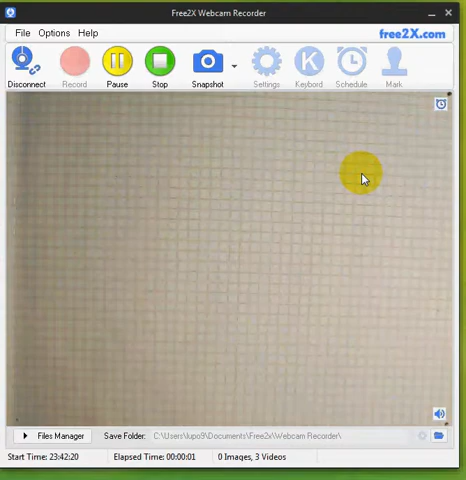 Free2X Webcam Recorder
File Options Help
free2X.com
Disconnect Record Pause Stop Snapshot Settings Keybord Schedule Mark
Files Manager Save Folder: C:\Users\lupo9\Documents\Free2x\Webcam Recorder\
Start Time: 23:42:20 Elapsed Time: 00:00:01 0 Images, 3 Videos